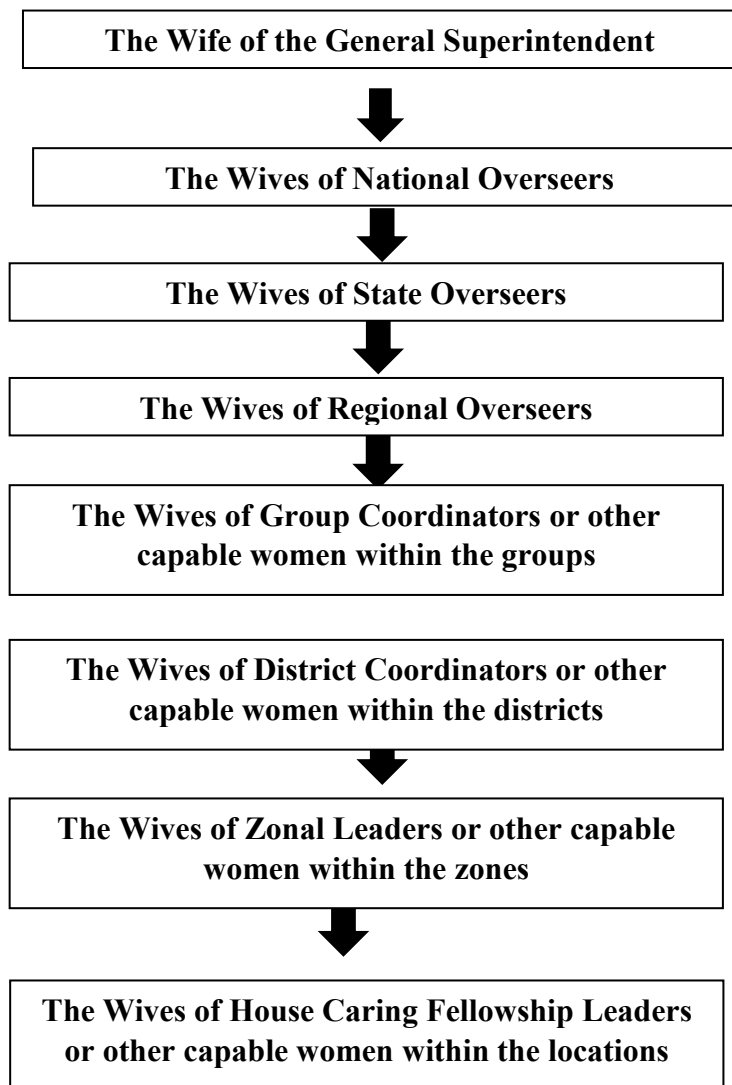 The Wife of the General Superintendent
The Wives of National Overseers
The Wives of State Overseers
The Wives of Regional Overseers
The Wives of Group Coordinators or other
capable women within the groups
The Wives of District Coordinators or other
capable women within the districts
The Wives of Zonal Leaders or other capable
women within the zones
The Wives of House Caring Fellowship Leaders
or other capable women within the locations